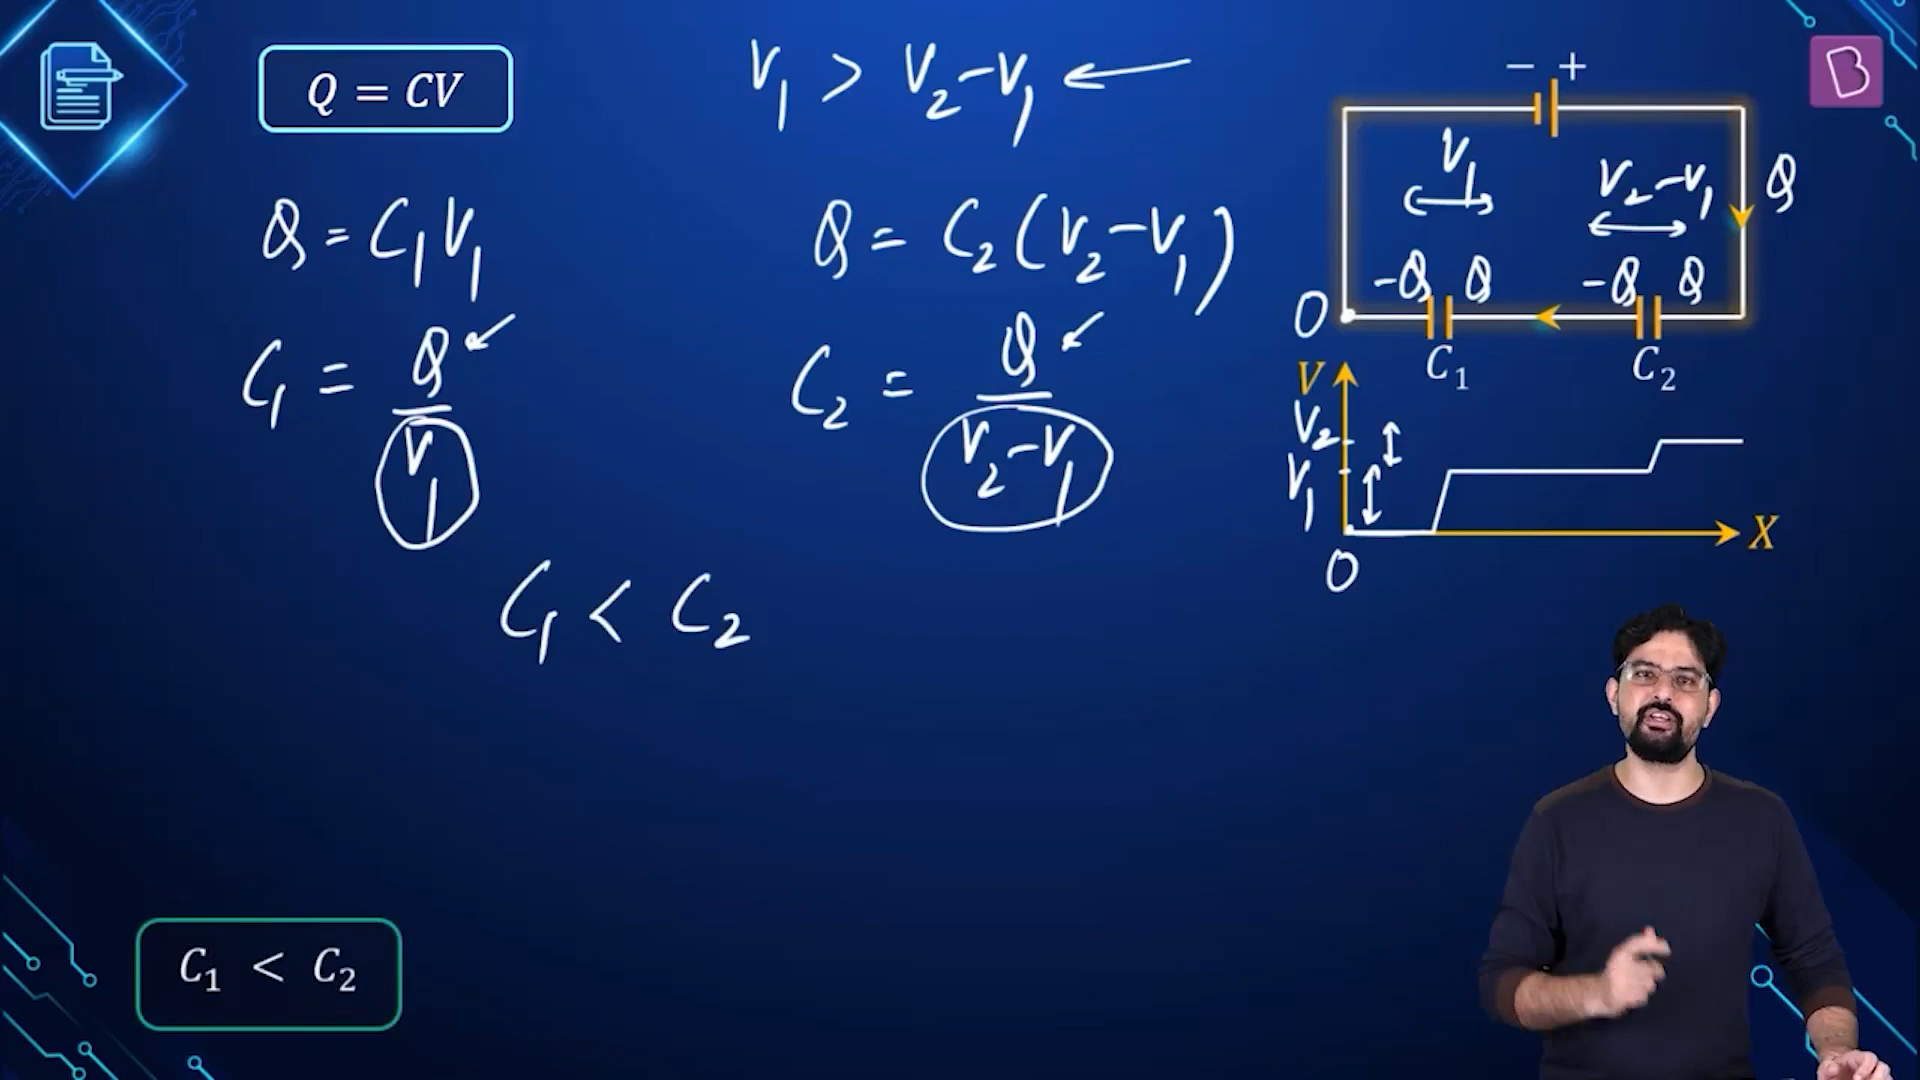 Q = CV
V₁ > V₂-V₁ ←
Q = C₁V₁
Q = C₂(V₂-V₁)
C₁ = Q / V₁
C₂ = Q / V₂-V₁
C₁ < C₂
C₁ < C₂
- +
B
V₁
V₂-V₁
Q
-Q Q
-Q Q
O
C₁
C₂
V
V₂
V₁
X
O